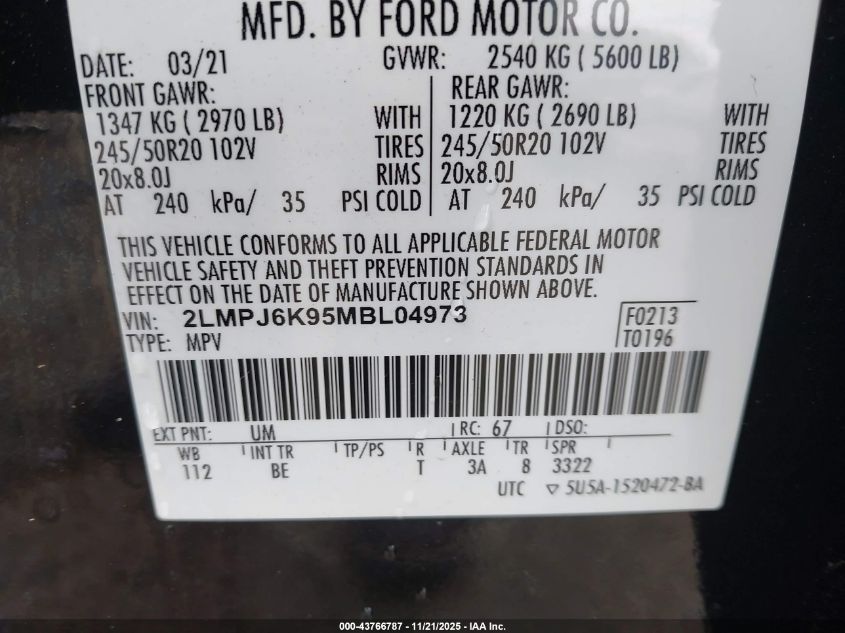 MFD. BY FORD MOTOR CO.
DATE: 03/21 GVWR: 2540 KG ( 5600 LB)
FRONT GAWR: REAR GAWR:
1347 KG ( 2970 LB) WITH 1220 KG ( 2690 LB) WITH
245/50R20 102V TIRES 245/50R20 102V TIRES
20x8.0J RIMS 20x8.0J RIMS
AT 240 kPa/ 35 PSI COLD AT 240 kPa/ 35 PSI COLD
THIS VEHICLE CONFORMS TO ALL APPLICABLE FEDERAL MOTOR
VEHICLE SAFETY AND THEFT PREVENTION STANDARDS IN
EFFECT ON THE DATE OF MANUFACTURE SHOWN ABOVE.
VIN: 2LMPJ6K95MBL04973 F0213
TYPE: MPV T0196
EXT PNT: UM RC: 67 DSO:
WB INT TR TP/PS R AXLE TR SPR
112 BE T 3A 8 3322
UTC ▽ 5U5A-1520472-BA
000-43766787 - 11/21/2025 - IAA Inc.